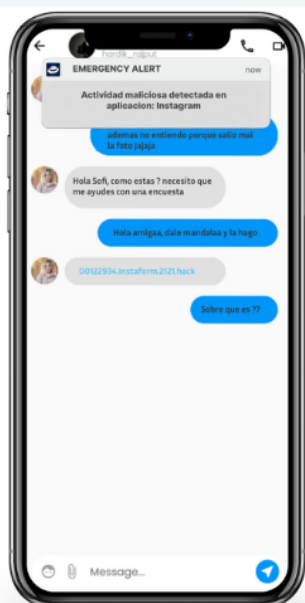 hardik_rajput
EMERGENCY ALERT
now
Actividad maliciosa detectada en
aplicacion: Instagram
ademas no entiendo porque salio mal
la foto jajaja
Hola Sofi, como estas ? necesito que
me ayudes con una encuesta
Hola amigaa, dale mandalaa y la hago
00122934.Instaform.2121.hack
Sobre que es ??
Message...